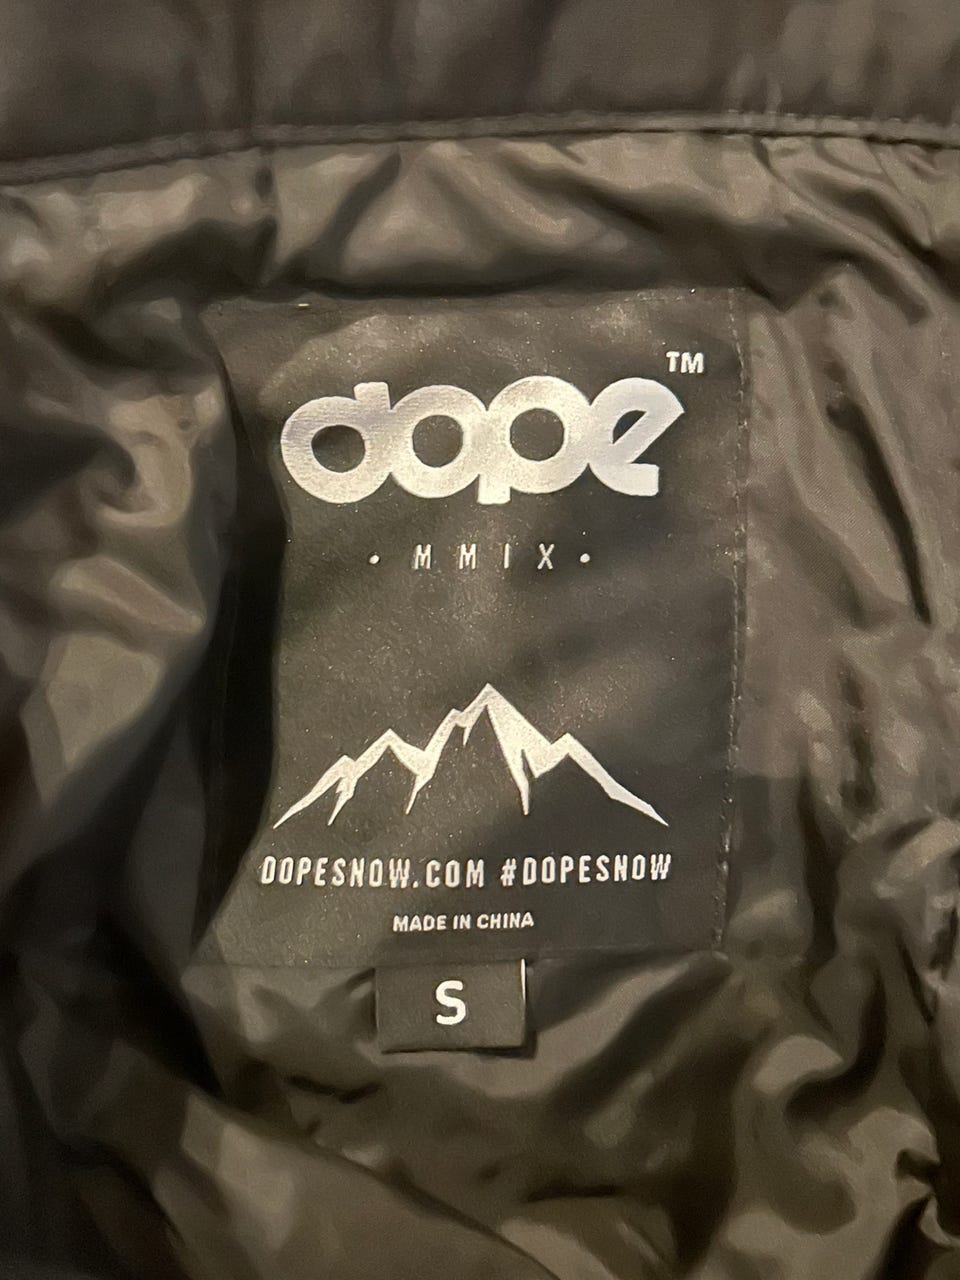 dope™
• MMIX •
DOPESNOW.COM #DOPESNOW
MADE IN CHINA
S